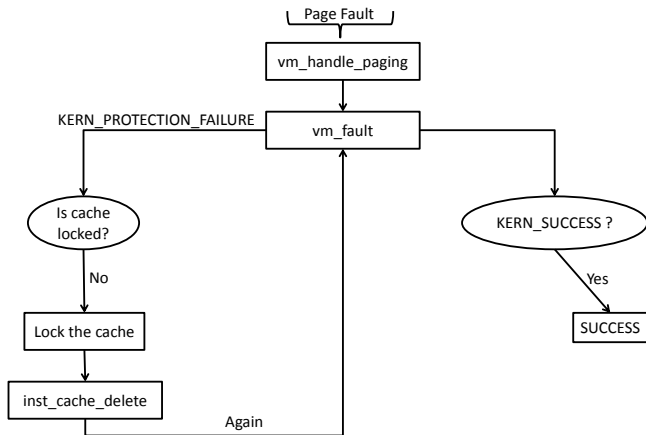 Page Fault
vm_handle_paging
KERN_PROTECTION_FAILURE
vm_fault
Is cache
locked?
KERN_SUCCESS ?
No
Yes
Lock the cache
SUCCESS
inst_cache_delete
Again